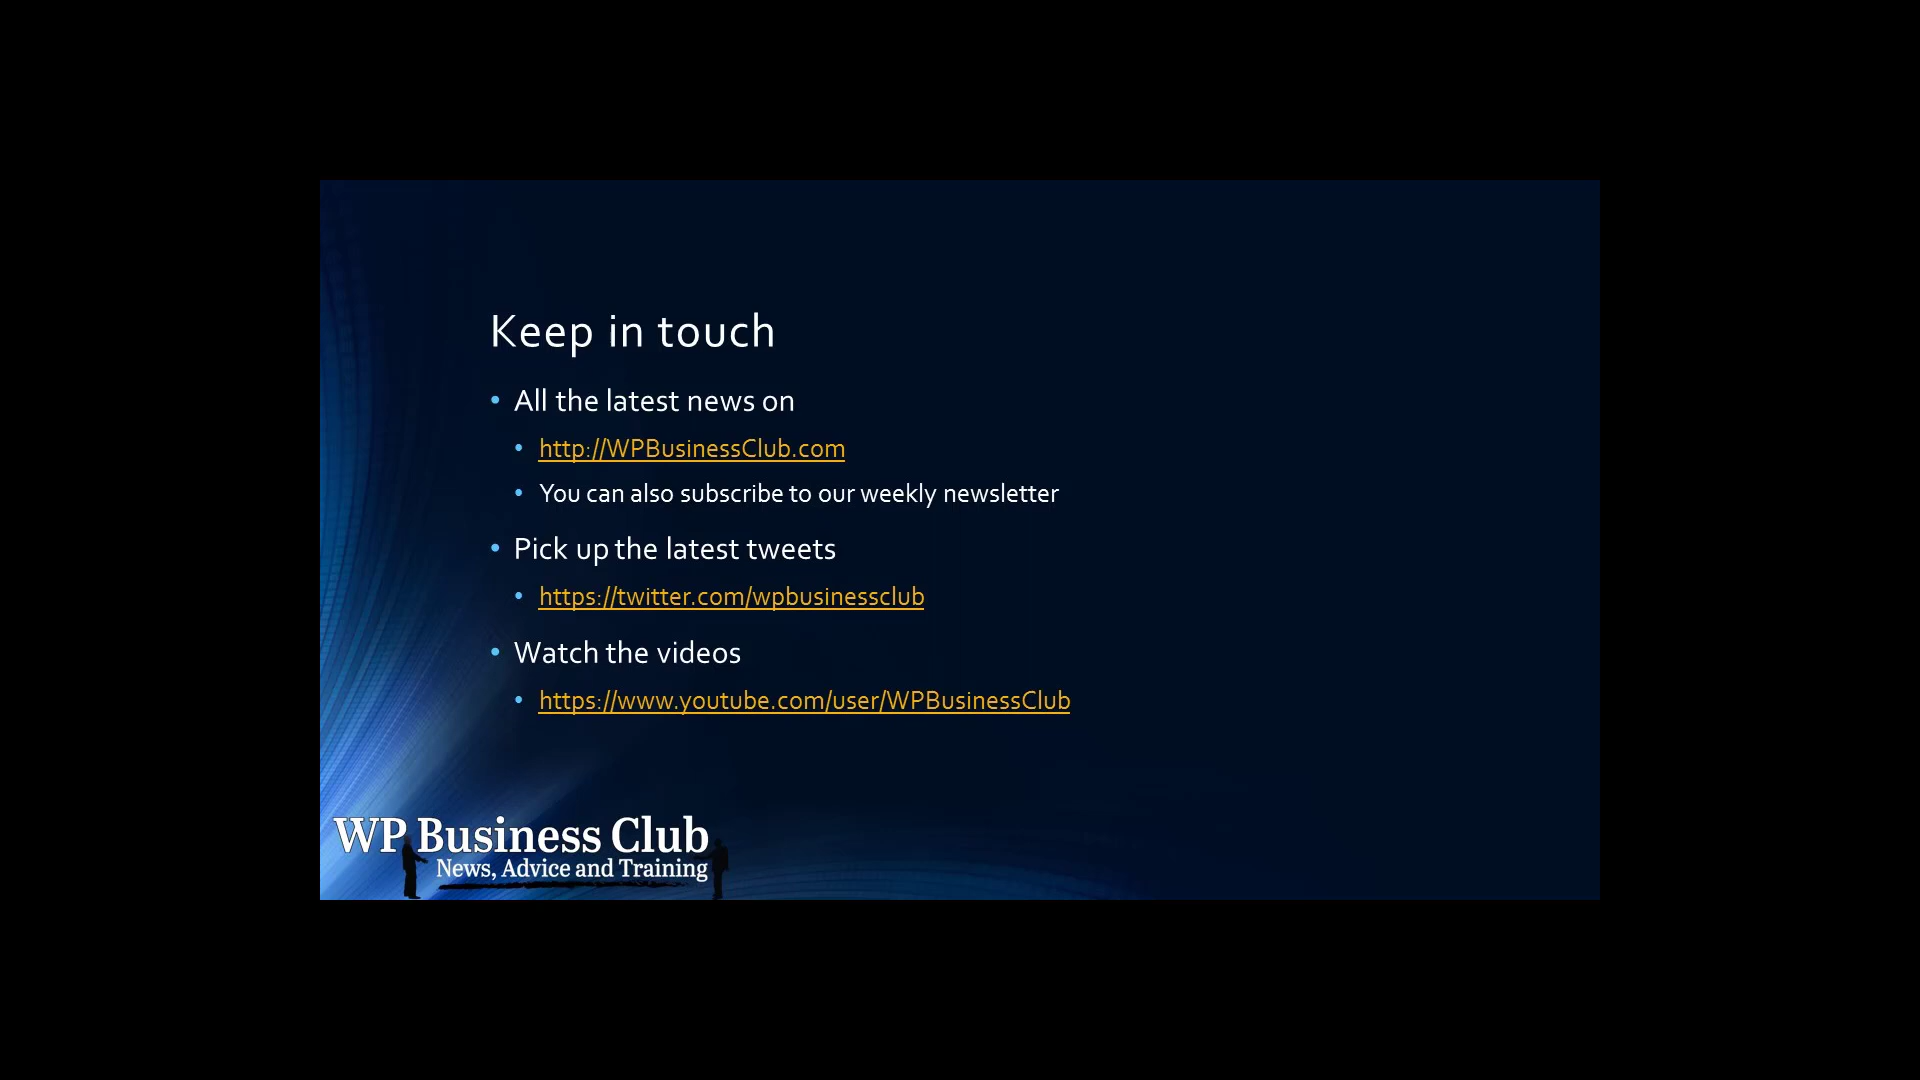 Keep in touch
• All the latest news on
• http://WPBusinessClub.com
• You can also subscribe to our weekly newsletter
• Pick up the latest tweets
• https://twitter.com/wpbusinessclub
• Watch the videos
• https://www.youtube.com/user/WPBusinessClub
WP Business Club
News, Advice and Training